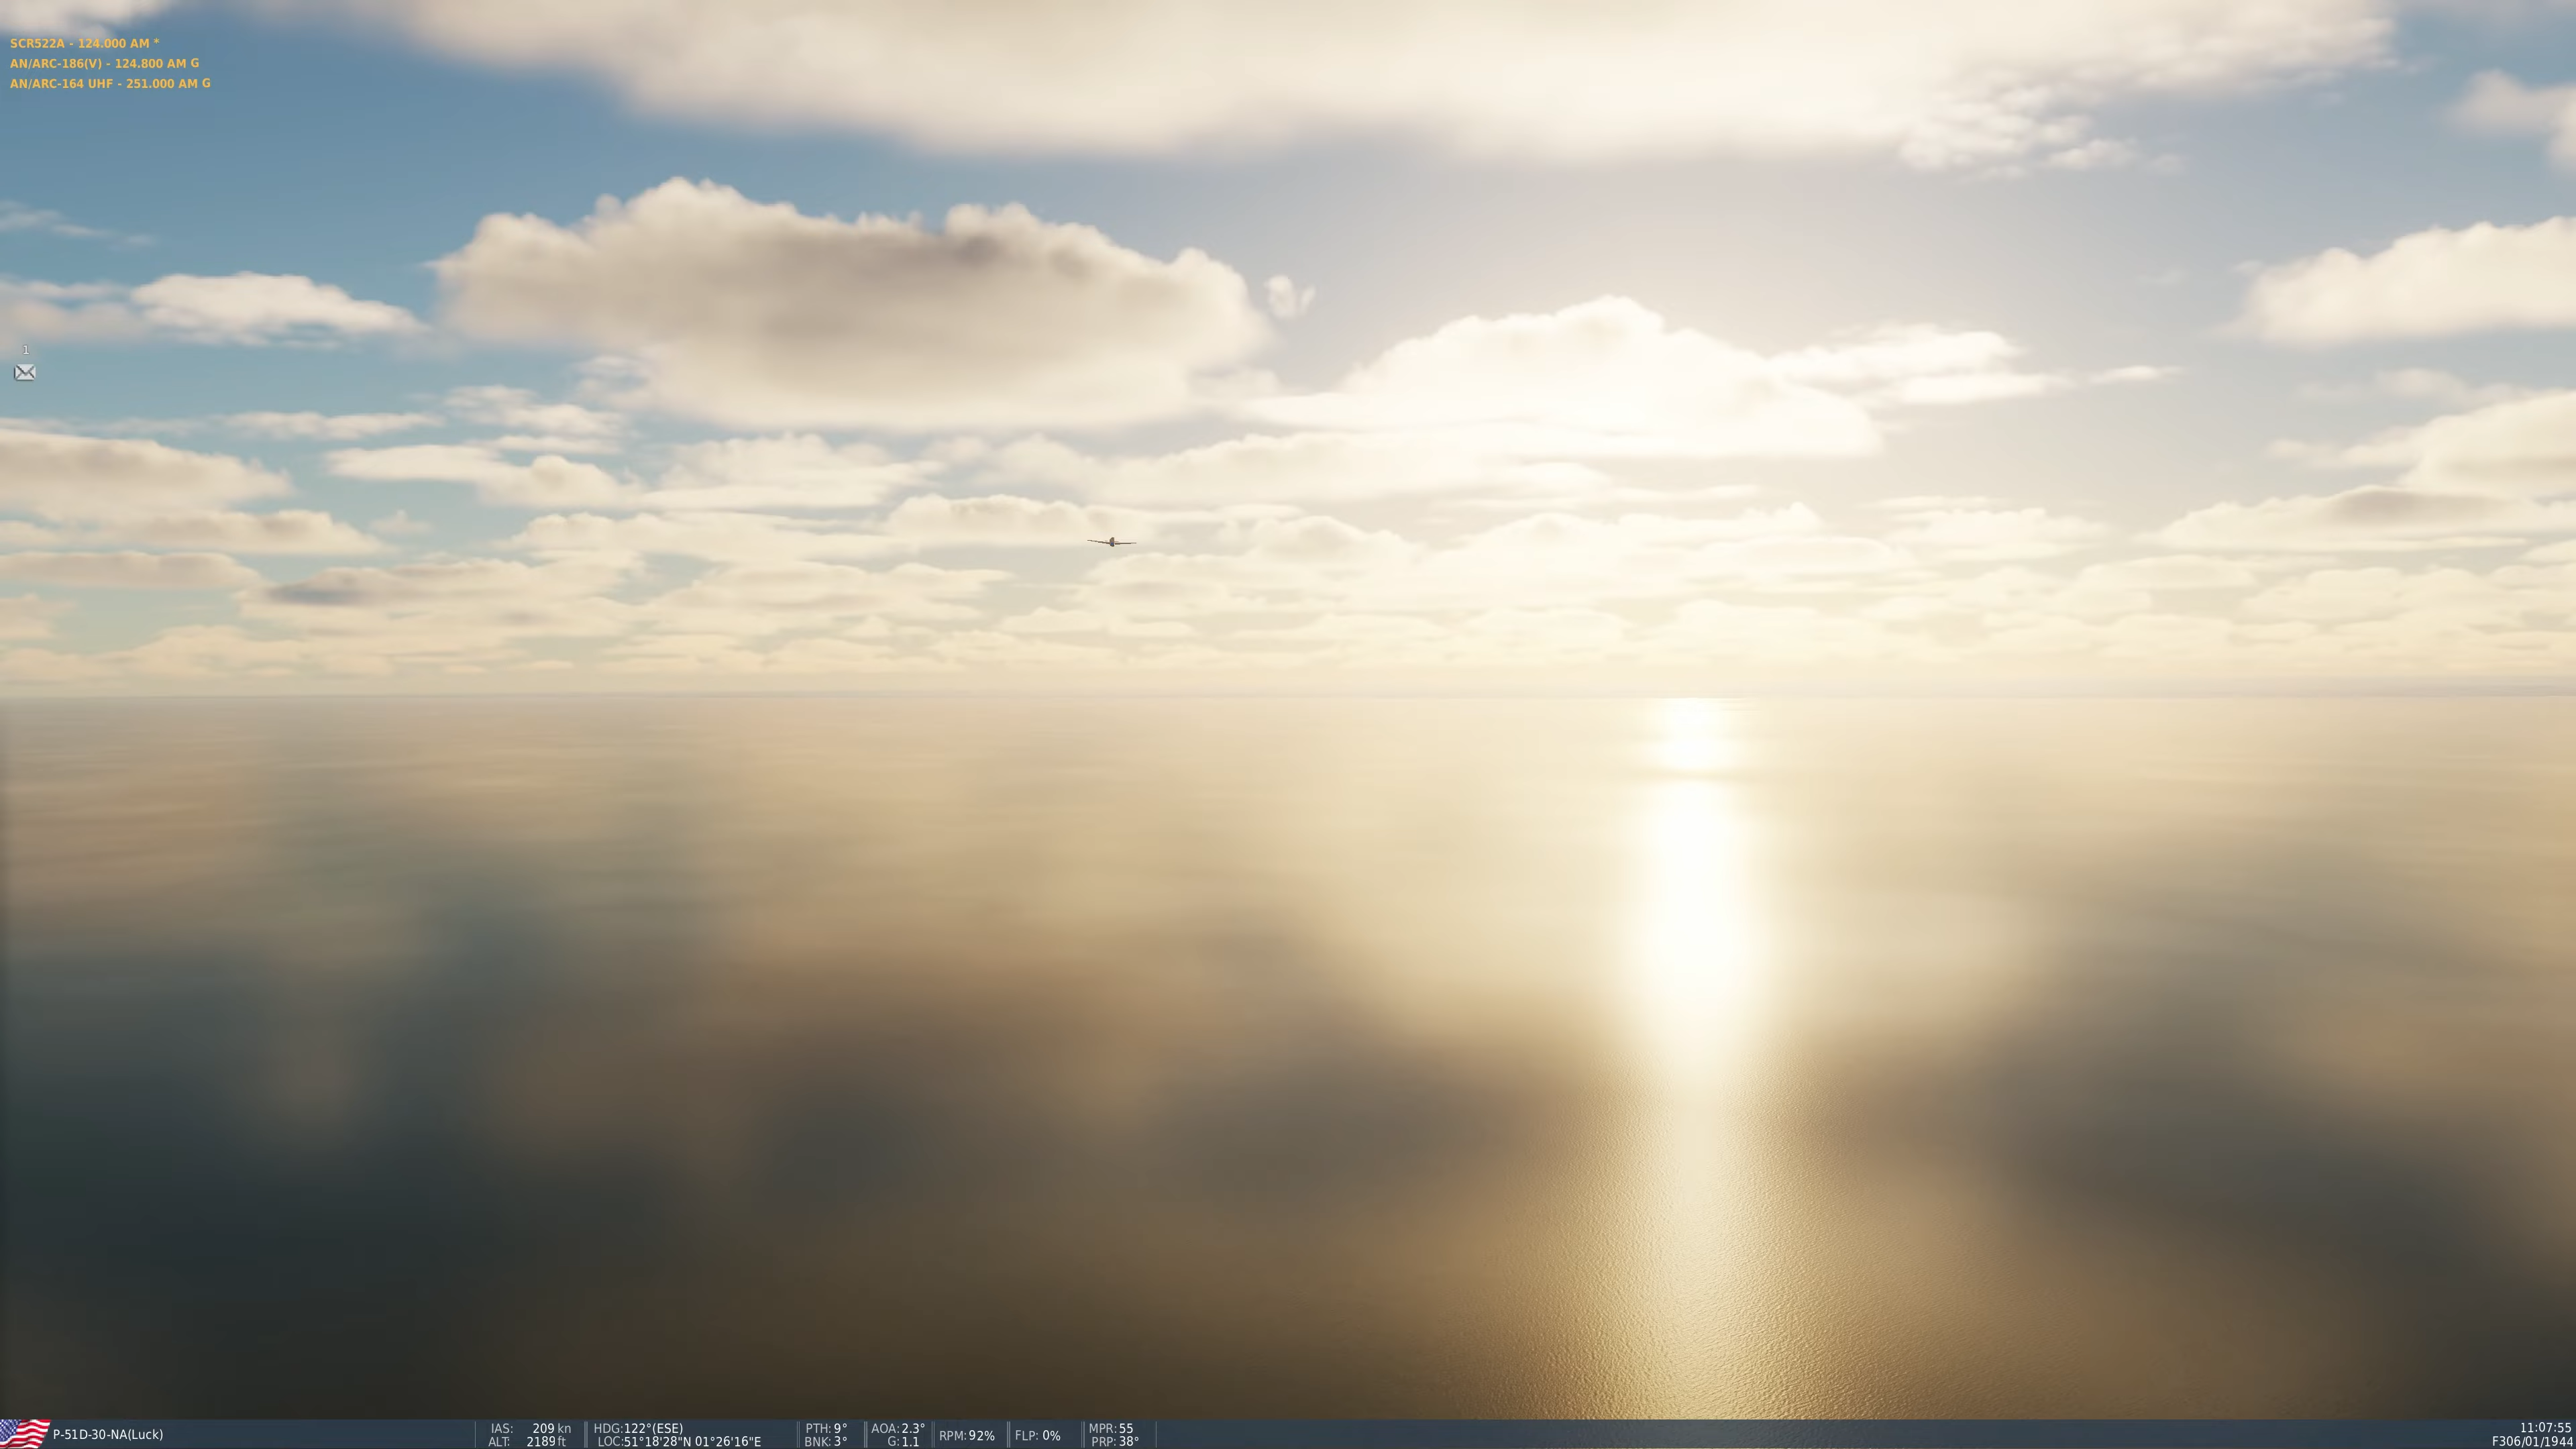 SCR522A - 124.000 AM *
AN/ARC-186(V) - 124.800 AM G
AN/ARC-164 UHF - 251.000 AM G
1
P-51D-30-NA(Luck)
IAS: 209 kn
ALT: 2189 ft
HDG:122°(ESE)
LOC:51°18'28"N 01°26'16"E
PTH: 9°
BNK: 3°
AOA: 2.3°
G: 1.1
RPM: 92%
FLP: 0%
MPR: 55
PRP: 38°
11:07:55
F306/01/1944